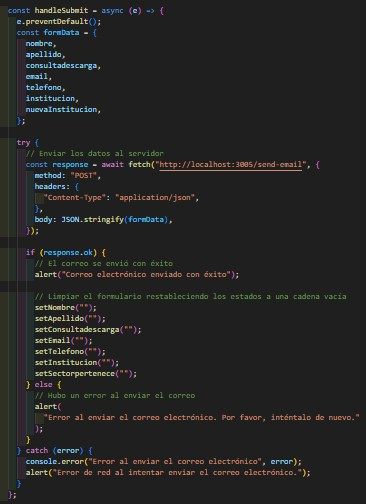 const handleSubmit = async (e) => {
e.preventDefault();
const formData = {
nombre,
apellido,
consultadescarga,
email,
telefono,
institucion,
nuevaInstitucion,
};
try {
// Enviar los datos al servidor
const response = await fetch("http://localhost:3005/send-email", {
method: "POST",
headers: {
"Content-Type": "application/json",
},
body: JSON.stringify(formData),
});
if (response.ok) {
// El correo se envió con éxito
alert("Correo electrónico enviado con éxito");
// Limpiar el formulario restableciendo los estados a una cadena vacía
setNombre("");
setApellido("");
setConsultadescarga("");
setEmail("");
setTelefono("");
setInstitucion("");
setSectorpertenece("");
} else {
// Hubo un error al enviar el correo
alert(
"Error al enviar el correo electrónico. Por favor, inténtalo de nuevo."
);
}
} catch (error) {
console.error("Error al enviar el correo electrónico", error);
alert("Error de red al intentar enviar el correo electrónico.");
}
};